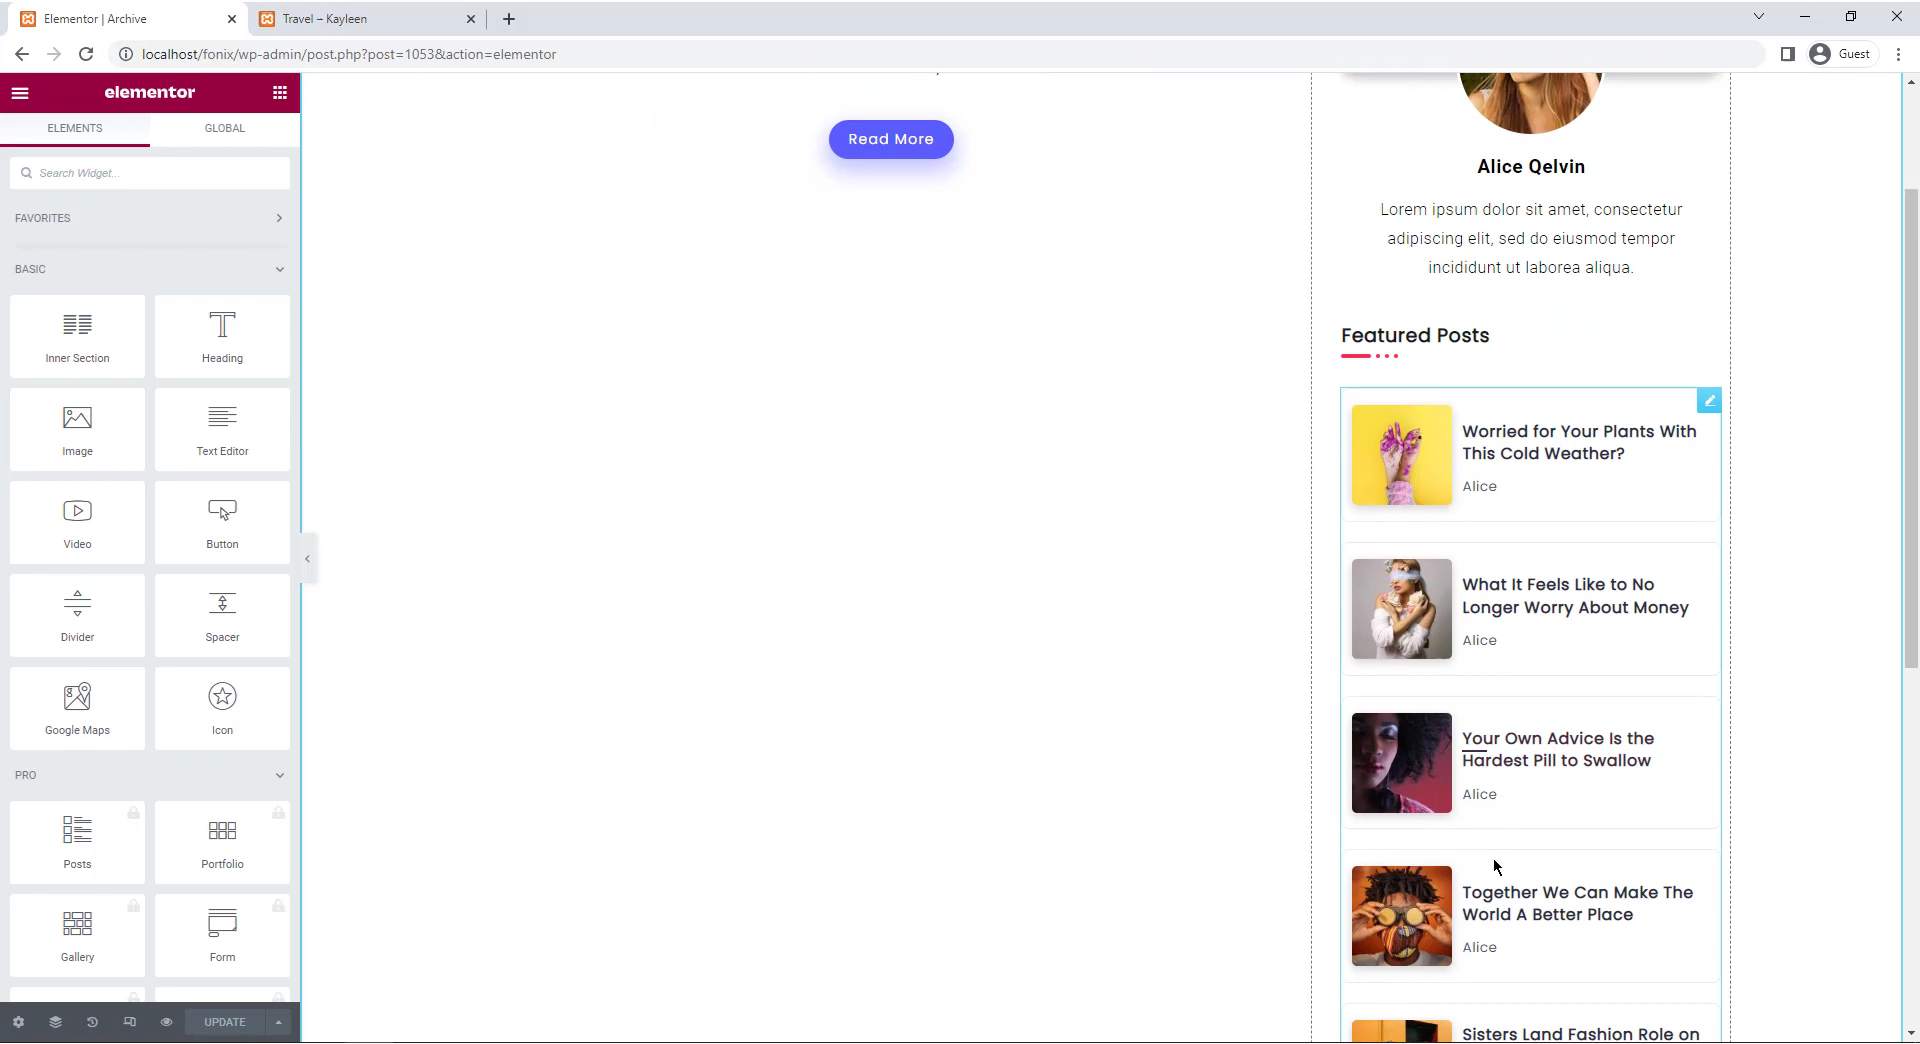 Elementor | Archive
Travel – Kayleen
localhost/fonix/wp-admin/post.php?post=1053&action=elementor
Guest
elementor
ELEMENTS
GLOBAL
Search Widget...
FAVORITES
BASIC
Inner Section
Heading
Image
Text Editor
Video
Button
Divider
Spacer
Google Maps
Icon
PRO
Posts
Portfolio
Gallery
Form
UPDATE
Read More
Alice Qelvin
Lorem ipsum dolor sit amet, consectetur
adipiscing elit, sed do eiusmod tempor
incididunt ut laborea aliqua.
Featured Posts
Worried for Your Plants With
This Cold Weather?
Alice
What It Feels Like to No
Longer Worry About Money
Alice
Your Own Advice Is the
Hardest Pill to Swallow
Alice
Together We Can Make The
World A Better Place
Alice
Sisters Land Fashion Role on